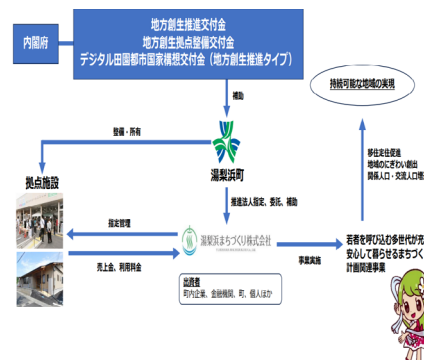 地方創生推進交付金
地方創生拠点整備交付金
デジタル田園都市国家構想交付金（地方創生推進タイプ）
内閣府
補助
持続可能な地域の実現
整備・所有
湯梨浜町
移住定住促進
地域のにぎわい創出
関係人口・交流人口増
拠点施設
推進法人指定、委託、補助
指定管理
湯梨浜まちづくり株式会社
若者を呼び込む多世代が充
安心して暮らせるまちづく
計画関連事業
事業実施
売上金、利用料金
出資者
町内企業、金融機関、町、個人ほか